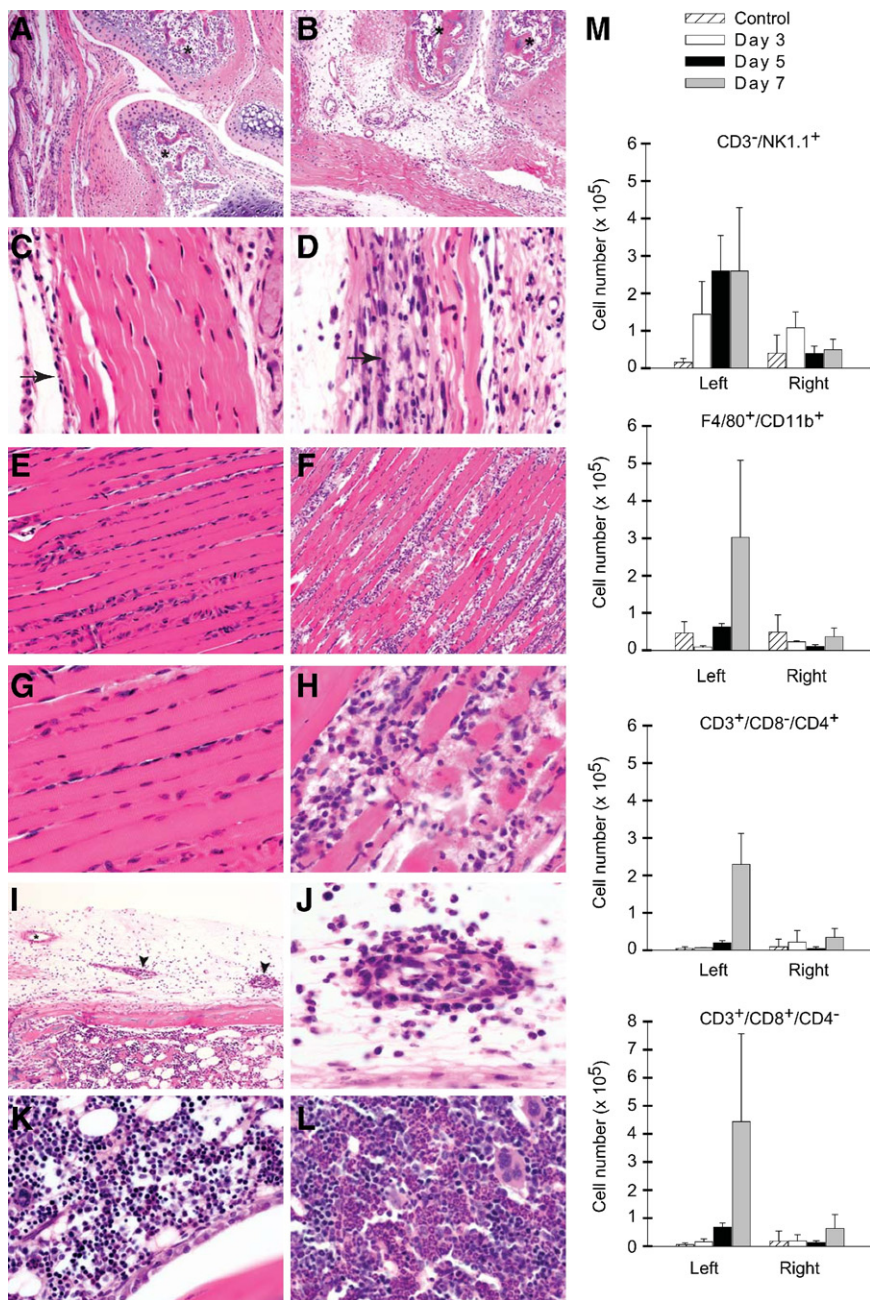 A
B
C
D
E
F
G
H
I
J
K
L
*
*
*
*
*
M
Control
Day 3
Day 5
Day 7
CD3⁻/NK1.1⁺
Cell number (x 10⁵)
6
5
4
3
2
1
0
Left Right
F4/80⁺/CD11b⁺
Cell number (x 10⁵)
6
5
4
3
2
1
0
Left Right
CD3⁺/CD8⁻/CD4⁺
Cell number (x 10⁵)
6
5
4
3
2
1
0
Left Right
CD3⁺/CD8⁺/CD4⁻
Cell number (x 10⁵)
8
7
6
5
4
3
2
1
0
Left Right